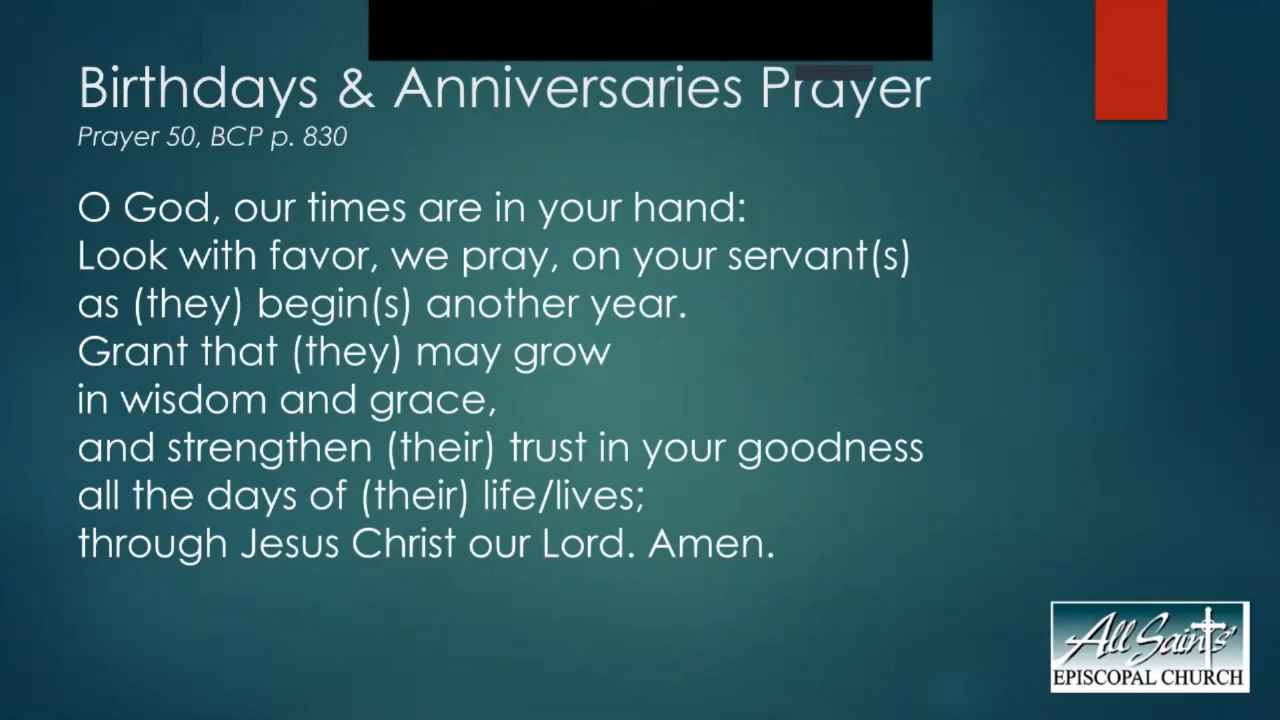 Birthdays & Anniversaries Prayer
Prayer 50, BCP p. 830
O God, our times are in your hand:
Look with favor, we pray, on your servant(s)
as (they) begin(s) another year.
Grant that (they) may grow
in wisdom and grace,
and strengthen (their) trust in your goodness
all the days of (their) life/lives;
through Jesus Christ our Lord. Amen.
All Saints'
EPISCOPAL CHURCH